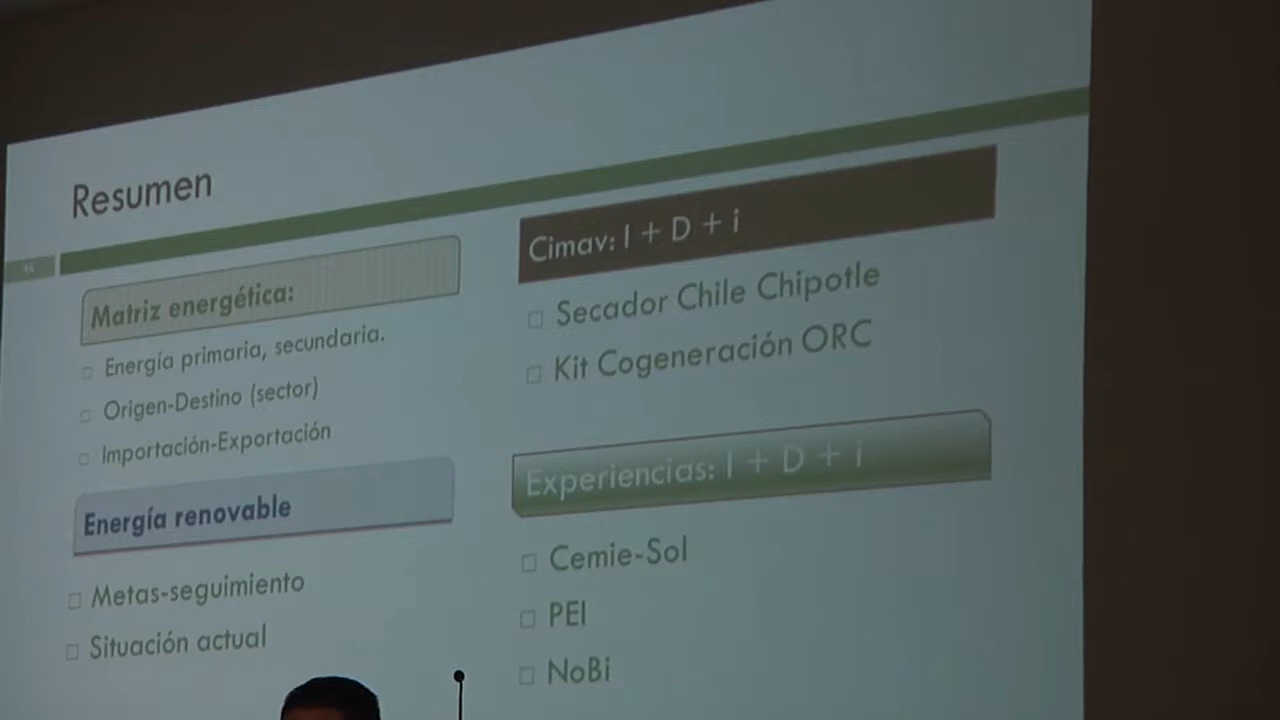 Resumen
Matriz energética:
Energía primaria, secundaria.
Origen-Destino (sector)
Importación-Exportación
Energía renovable
Metas-seguimiento
Situación actual
Cimav: I + D + i
Secador Chile Chipotle
Kit Cogeneración ORC
Experiencias: I + D + i
Cemie-Sol
PEI
NoBi